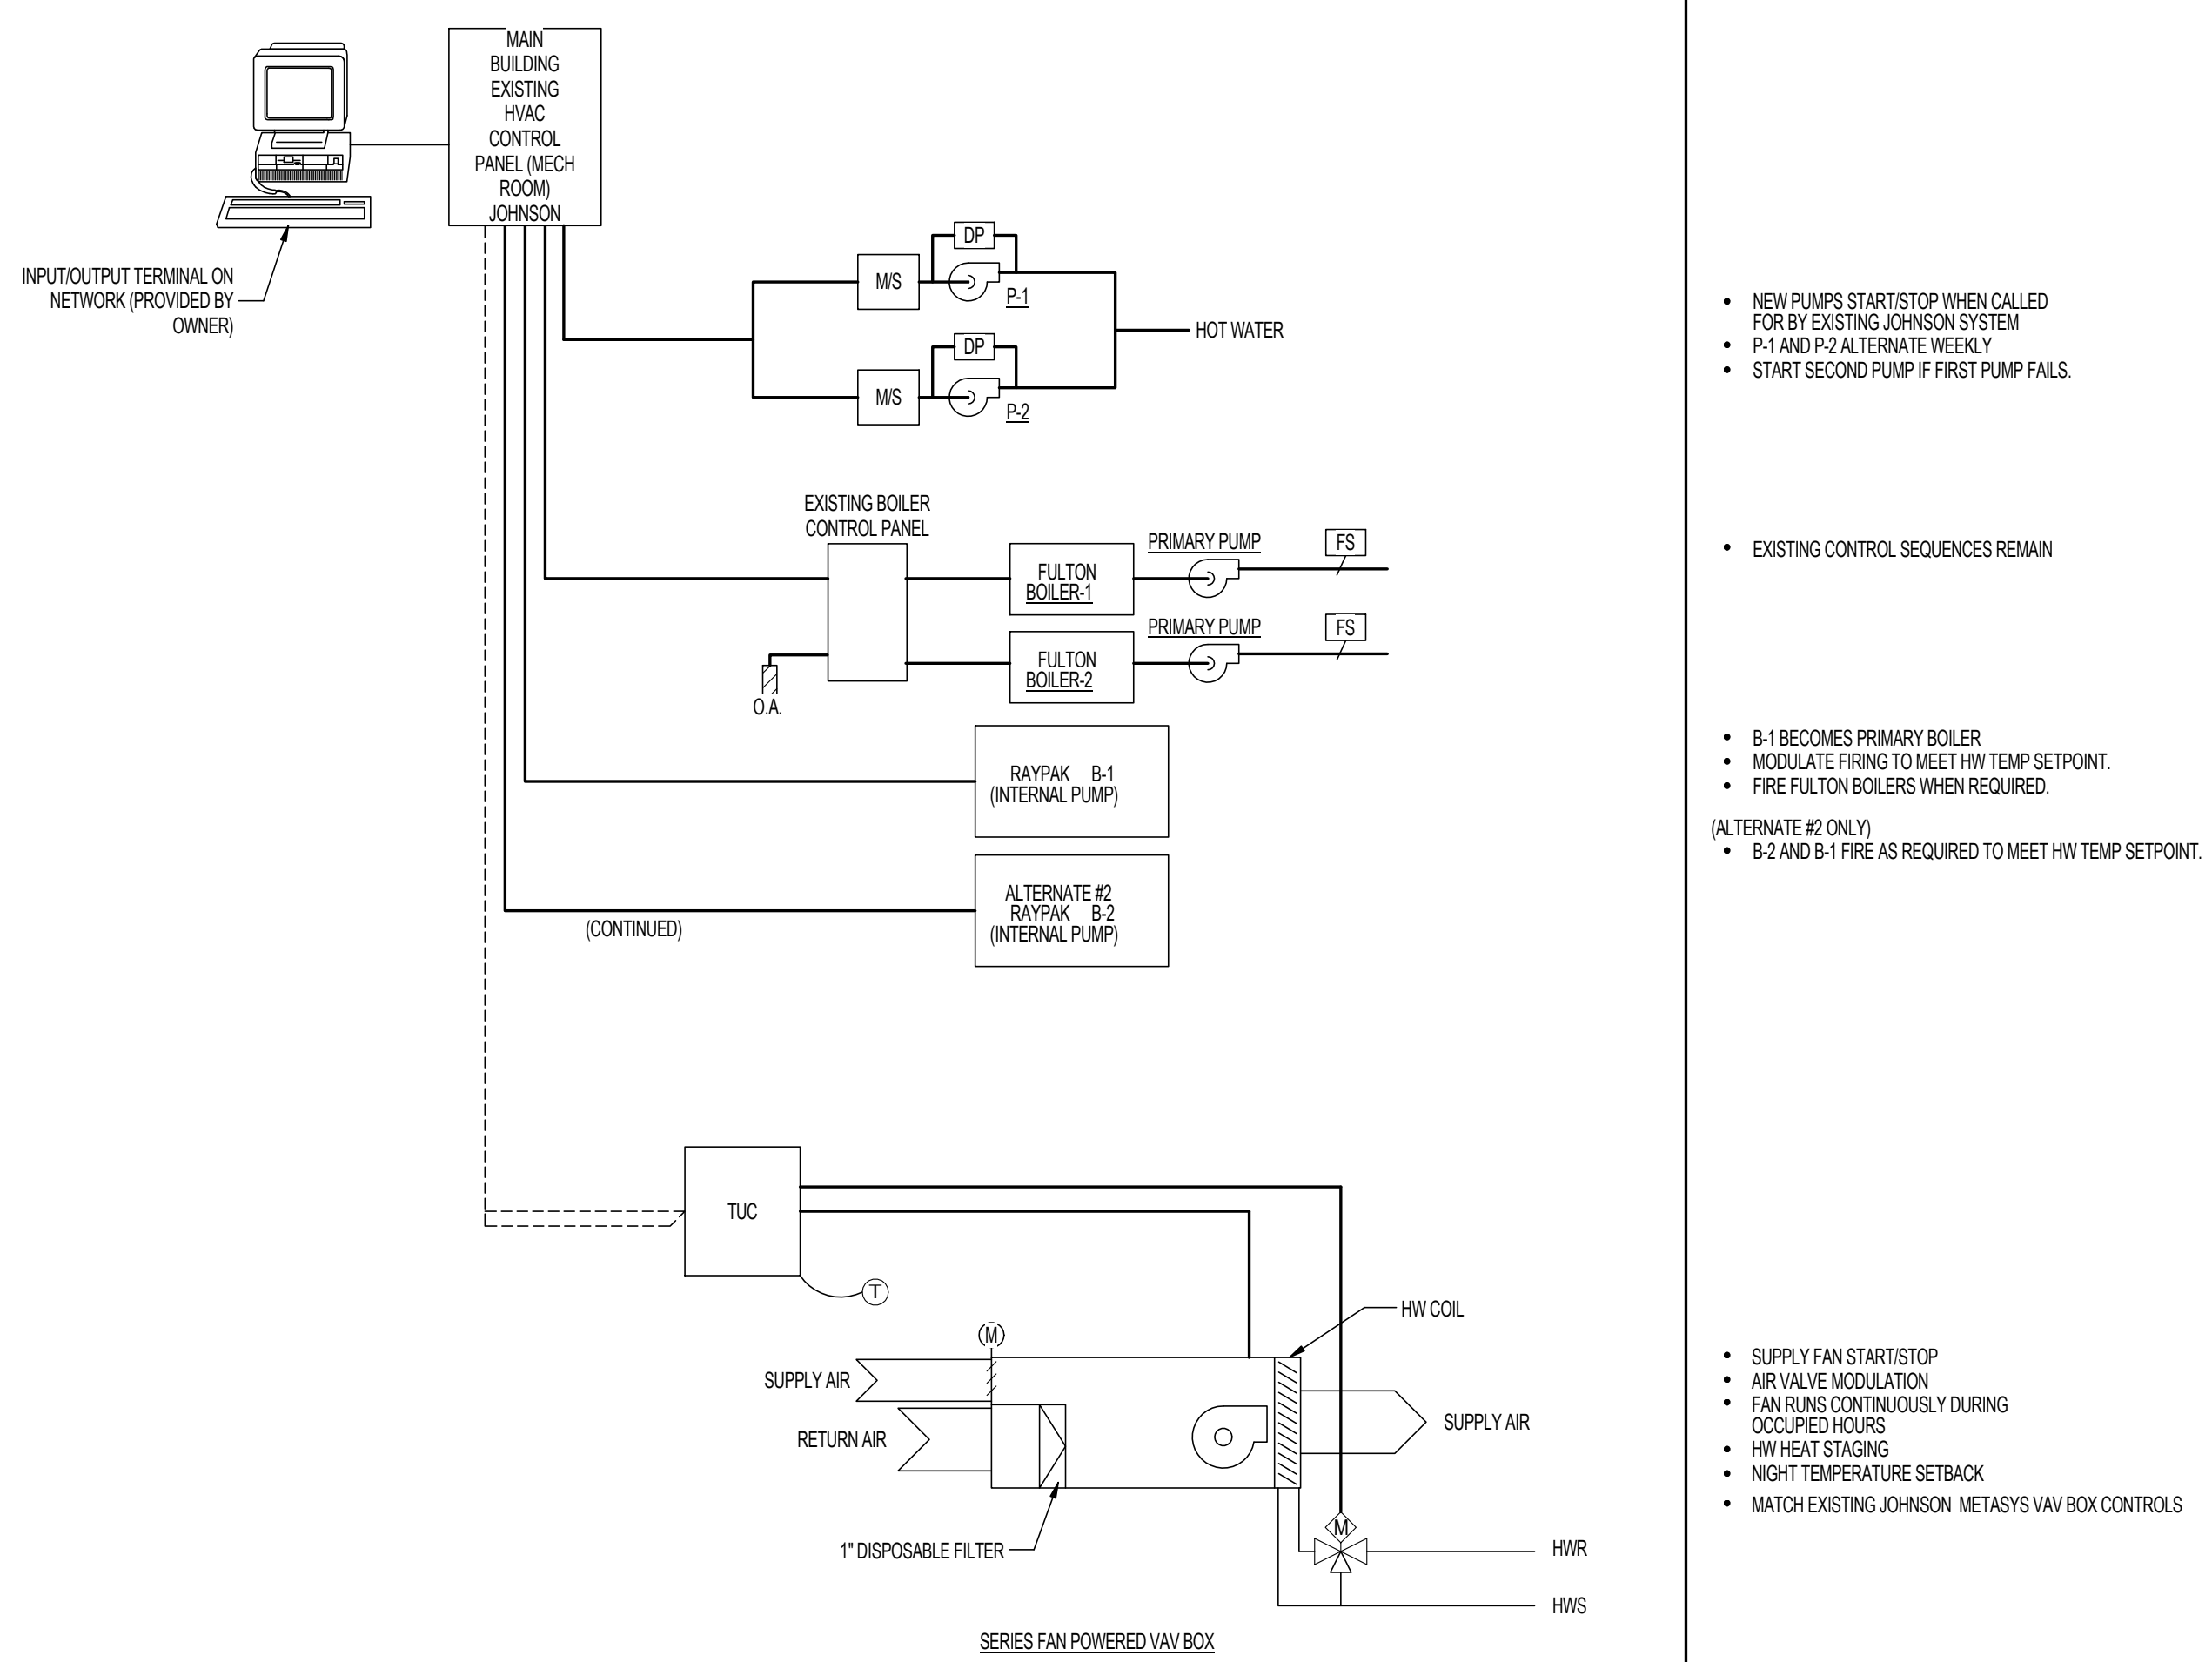 MAIN
BUILDING
EXISTING
HVAC
CONTROL
PANEL (MECH
ROOM)
JOHNSON
INPUT/OUTPUT TERMINAL ON
NETWORK (PROVIDED BY
OWNER)
DP
M/S
P-1
HOT WATER
DP
M/S
P-2
• NEW PUMPS START/STOP WHEN CALLED
FOR BY EXISTING JOHNSON SYSTEM
• P-1 AND P-2 ALTERNATE WEEKLY
• START SECOND PUMP IF FIRST PUMP FAILS.
EXISTING BOILER
CONTROL PANEL
FULTON
BOILER-1
PRIMARY PUMP
FS
FULTON
BOILER-2
PRIMARY PUMP
FS
O.A.
• EXISTING CONTROL SEQUENCES REMAIN
RAYPAK B-1
(INTERNAL PUMP)
• B-1 BECOMES PRIMARY BOILER
• MODULATE FIRING TO MEET HW TEMP SETPOINT.
• FIRE FULTON BOILERS WHEN REQUIRED.
(ALTERNATE #2 ONLY)
• B-2 AND B-1 FIRE AS REQUIRED TO MEET HW TEMP SETPOINT.
ALTERNATE #2
RAYPAK B-2
(INTERNAL PUMP)
(CONTINUED)
TUC
T
M
HW COIL
SUPPLY AIR
RETURN AIR
SUPPLY AIR
1" DISPOSABLE FILTER
M
HWR
HWS
SERIES FAN POWERED VAV BOX
• SUPPLY FAN START/STOP
• AIR VALVE MODULATION
• FAN RUNS CONTINUOUSLY DURING
OCCUPIED HOURS
• HW HEAT STAGING
• NIGHT TEMPERATURE SETBACK
• MATCH EXISTING JOHNSON METASYS VAV BOX CONTROLS